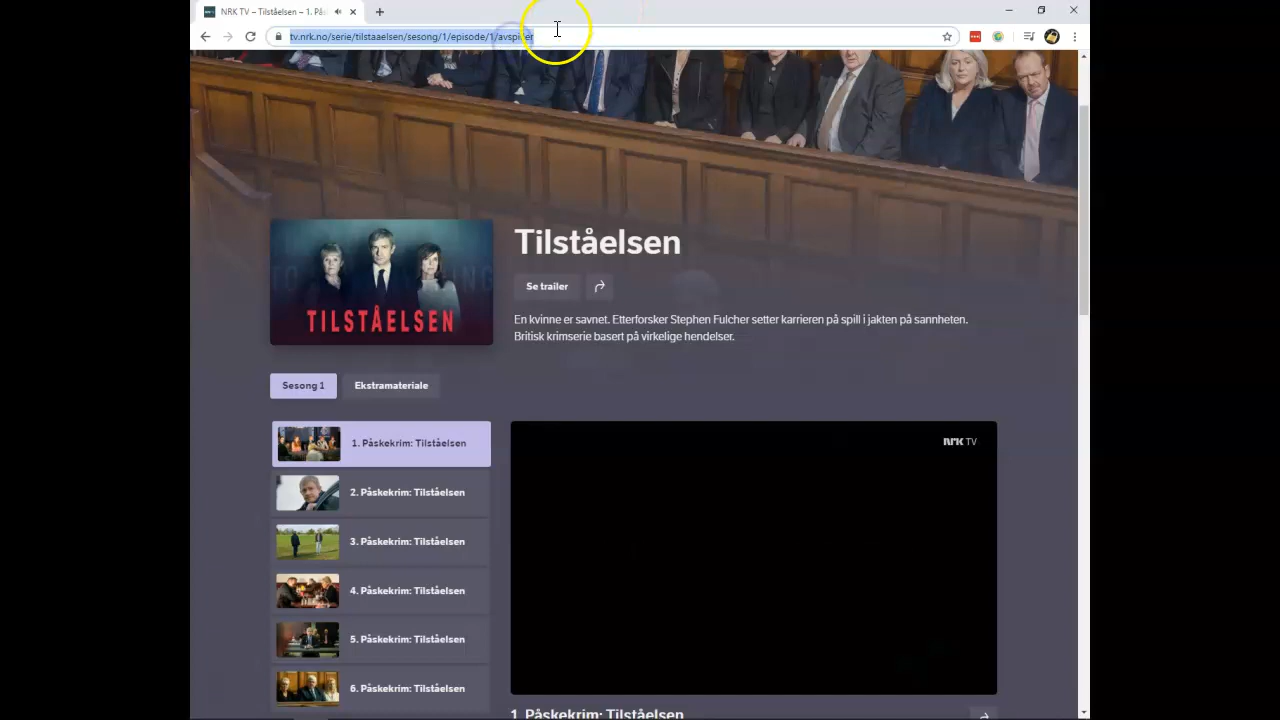 NRK TV – Tilståelsen – 1. På
tv.nrk.no/serie/tilstaaelsen/sesong/1/episode/1/avspiller
TILSTÅELSEN
Tilståelsen
Se trailer
En kvinne er savnet. Etterforsker Stephen Fulcher setter karrieren på spill i jakten på sannheten.
Britisk krimserie basert på virkelige hendelser.
Sesong 1
Ekstramateriale
1. Påskekrim: Tilståelsen
2. Påskekrim: Tilståelsen
3. Påskekrim: Tilståelsen
4. Påskekrim: Tilståelsen
5. Påskekrim: Tilståelsen
6. Påskekrim: Tilståelsen
NRK TV
1. Påskekrim: Tilståelsen